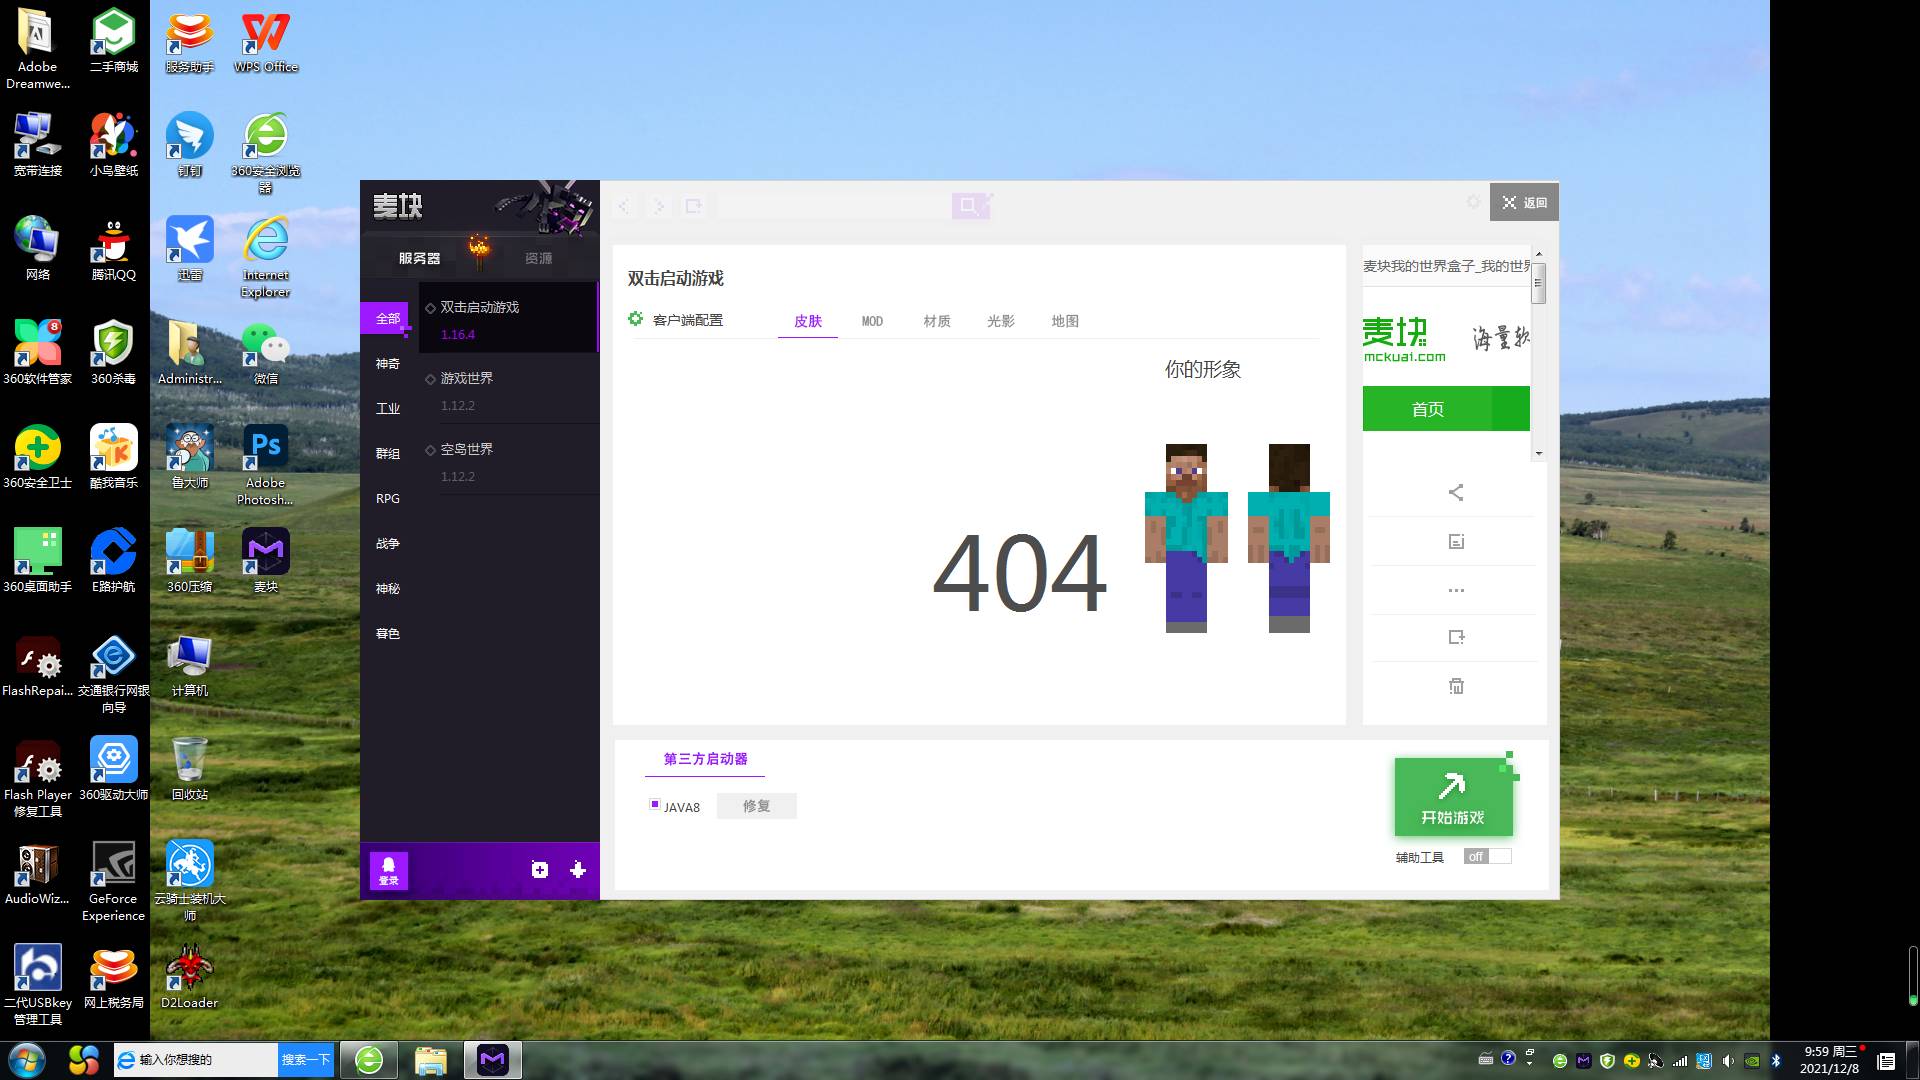 Adobe
Dreamwe...
二手商城
服务助手
WPS Office
宽带连接
小鸟壁纸
钉钉
360安全浏览
器
网络
腾讯QQ
迅雷
Internet
Explorer
360软件管家
360杀毒
Administr...
微信
360安全卫士
酷我音乐
鲁大师
Adobe
Photosh...
360桌面助手
E路护航
360压缩
麦块
FlashRepai...
交通银行网银
向导
计算机
Flash Player
修复工具
360驱动大师
回收站
AudioWiz...
GeForce
Experience
云骑士装机大
师
二代USBkey
管理工具
网上税务局
D2Loader
麦块
服务器
资源
全部
神奇
工业
群组
RPG
战争
神秘
暮色
双击启动游戏
1.16.4
游戏世界
1.12.2
空岛世界
1.12.2
登录
返回
双击启动游戏
客户端配置
皮肤
MOD
材质
光影
地图
你的形象
404
麦块我的世界盒子_我的世界
麦块
mckuai.com
海量软
首页
第三方启动器
JAVA8
修复
开始游戏
辅助工具
off
输入你想搜的
搜索一下
9:59 周三
2021/12/8